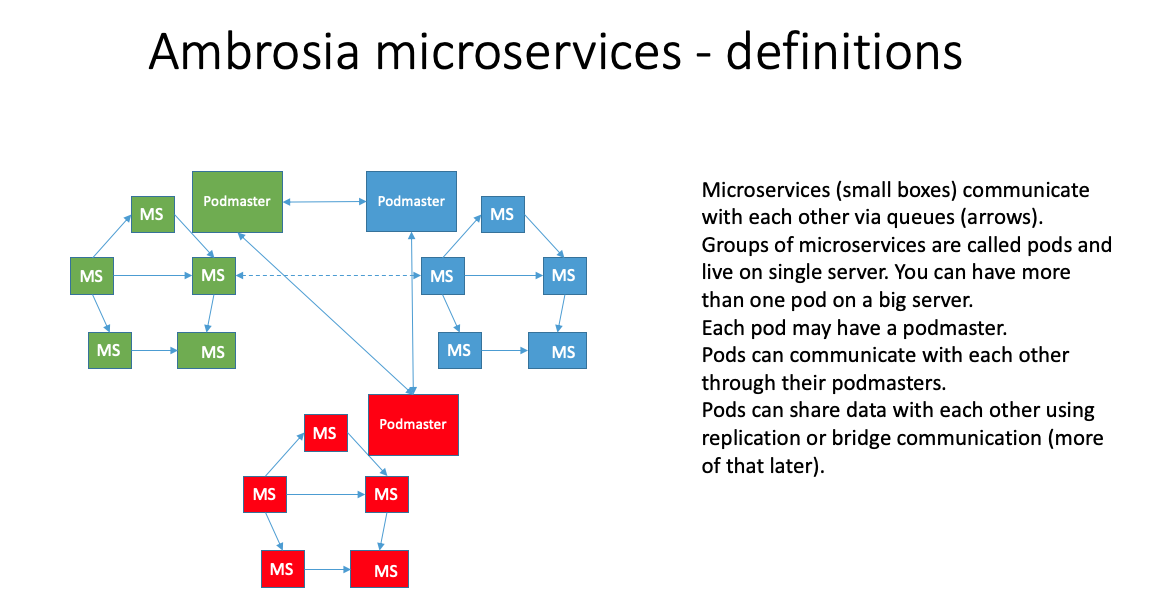 Ambrosia microservices - definitions
Podmaster
Podmaster
MS
MS
MS
MS
MS
MS
MS
MS
MS
MS
Podmaster
MS
MS
MS
MS
MS
Microservices (small boxes) communicate
with each other via queues (arrows).
Groups of microservices are called pods and
live on single server. You can have more
than one pod on a big server.
Each pod may have a podmaster.
Pods can communicate with each other
through their podmasters.
Pods can share data with each other using
replication or bridge communication (more
of that later).